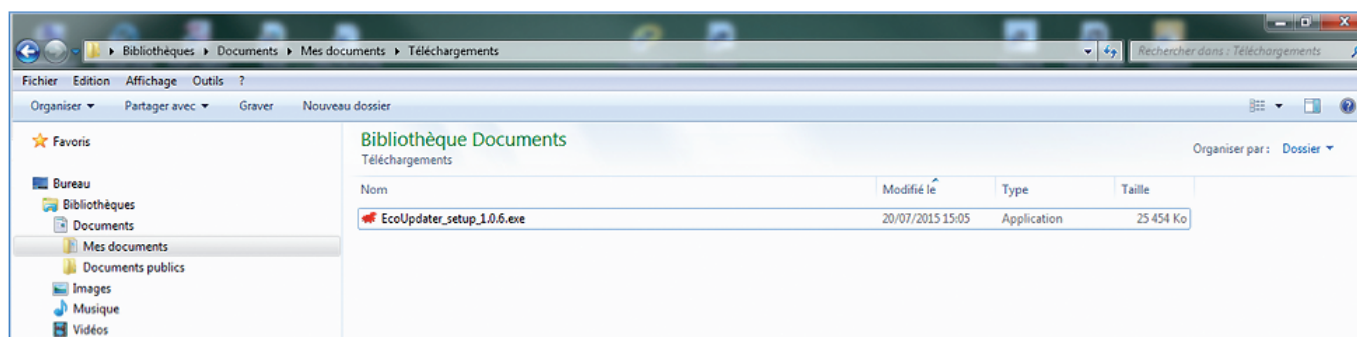 Bibliothèques ▸ Documents ▸ Mes documents ▸ Téléchargements
Rechercher dans : Téléchargements
Fichier Edition Affichage Outils ?
Organiser Partager avec Graver Nouveau dossier
Favoris
Bibliothèque Documents
Téléchargements
Organiser par : Dossier
Bureau
Bibliothèques
Documents
Mes documents
Documents publics
Images
Musique
Vidéos
Nom Modifié le Type Taille
EcoUpdater_setup_1.0.6.exe 20/07/2015 15:05 Application 25 454 Ko